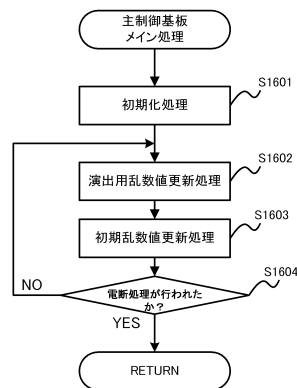 主制御基板
メイン処理
S1601
初期化処理
S1602
演出用乱数値更新処理
S1603
初期乱数値更新処理
S1604
電断処理が行われた
か?
NO
YES
RETURN